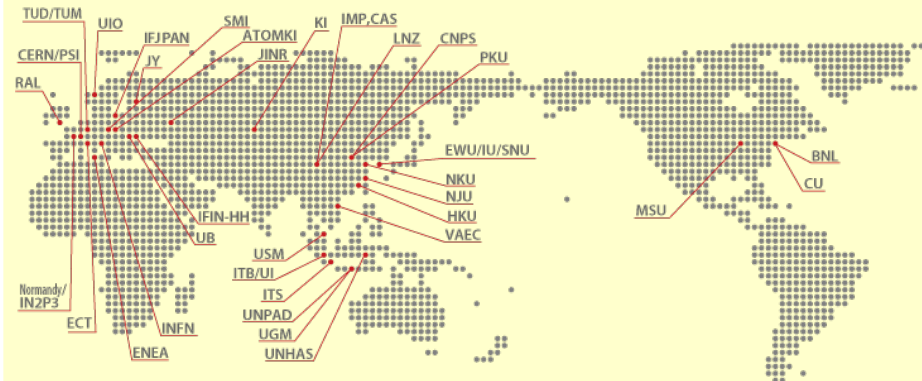 TUD/TUM
UIO
SMI
KI
IMP,CAS
IFJPAN
ATOMKI
LNZ
CNPS
CERN/PSI
JY
JINR
PKU
RAL
EWU/IU/SNU
NKU
BNL
NJU
CU
MSU
IFIN-HH
HKU
UB
VAEC
USM
ITB/UI
Normandy/
IN2P3
ITS
UNPAD
ECT
INFN
UGM
ENEA
UNHAS